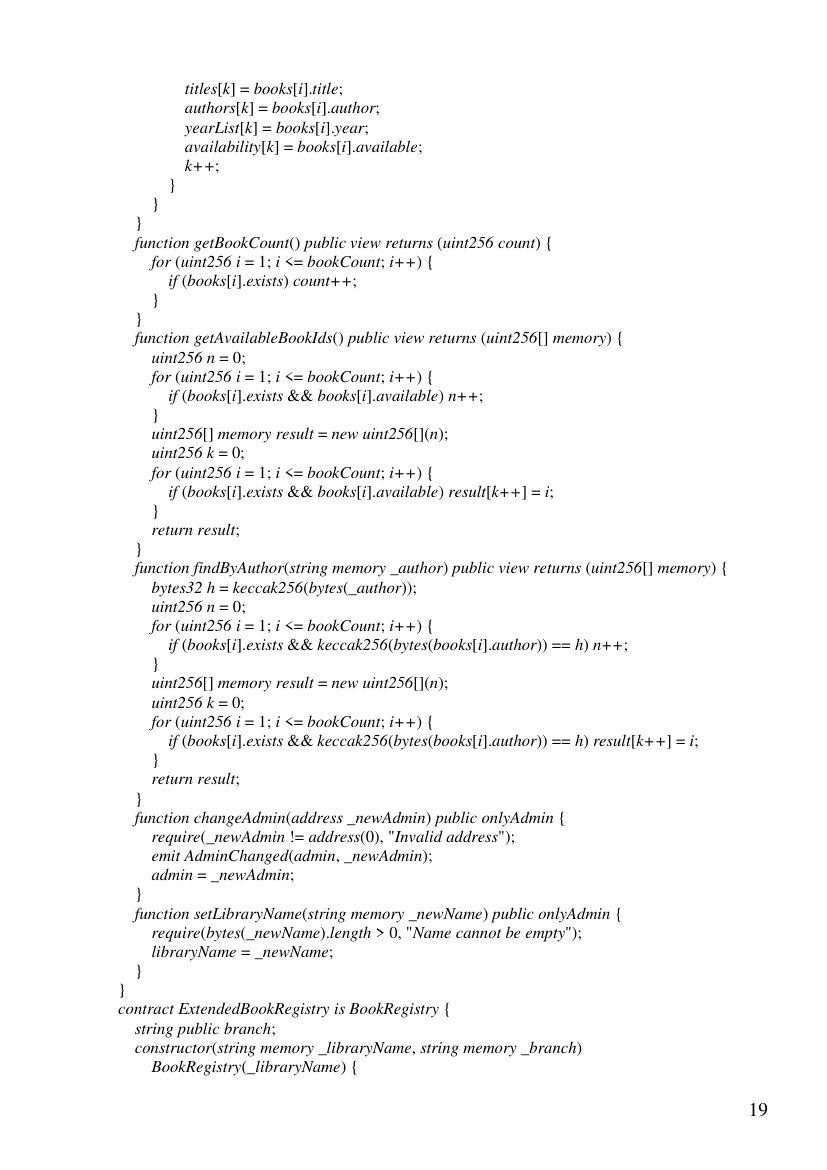 titles[k] = books[i].title;
authors[k] = books[i].author;
yearList[k] = books[i].year;
availability[k] = books[i].available;
k++;
}
}
}
function getBookCount() public view returns (uint256 count) {
for (uint256 i = 1; i <= bookCount; i++) {
if (books[i].exists) count++;
}
}
function getAvailableBookIds() public view returns (uint256[] memory) {
uint256 n = 0;
for (uint256 i = 1; i <= bookCount; i++) {
if (books[i].exists && books[i].available) n++;
}
uint256[] memory result = new uint256[](n);
uint256 k = 0;
for (uint256 i = 1; i <= bookCount; i++) {
if (books[i].exists && books[i].available) result[k++] = i;
}
return result;
}
function findByAuthor(string memory _author) public view returns (uint256[] memory) {
bytes32 h = keccak256(bytes(_author));
uint256 n = 0;
for (uint256 i = 1; i <= bookCount; i++) {
if (books[i].exists && keccak256(bytes(books[i].author)) == h) n++;
}
uint256[] memory result = new uint256[](n);
uint256 k = 0;
for (uint256 i = 1; i <= bookCount; i++) {
if (books[i].exists && keccak256(bytes(books[i].author)) == h) result[k++] = i;
}
return result;
}
function changeAdmin(address _newAdmin) public onlyAdmin {
require(_newAdmin != address(0), "Invalid address");
emit AdminChanged(admin, _newAdmin);
admin = _newAdmin;
}
function setLibraryName(string memory _newName) public onlyAdmin {
require(bytes(_newName).length > 0, "Name cannot be empty");
libraryName = _newName;
}
}
contract ExtendedBookRegistry is BookRegistry {
string public branch;
constructor(string memory _libraryName, string memory _branch)
BookRegistry(_libraryName) {
19